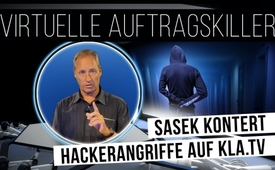 VIRTUELLE AUFTRAGSKILLER
SASEK KONTERT
HACKERANGRIFFE AUF KLA.TV